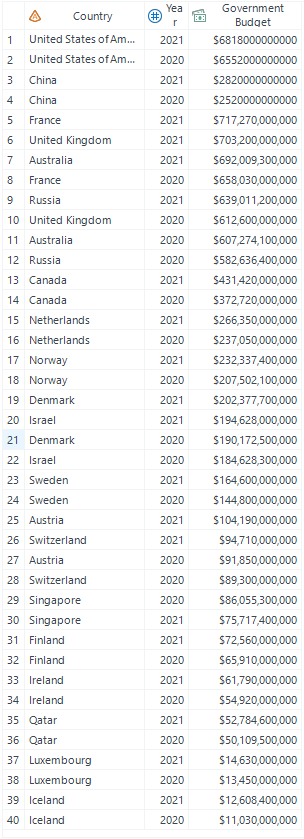 Country Year Government Budget
1 United States of Am... 2021 $6818000000000
2 United States of Am... 2020 $6552000000000
3 China 2021 $2820000000000
4 China 2020 $2520000000000
5 France 2021 $717,270,000,000
6 United Kingdom 2021 $703,200,000,000
7 Australia 2021 $692,009,300,000
8 France 2020 $658,030,000,000
9 Russia 2021 $639,011,200,000
10 United Kingdom 2020 $612,600,000,000
11 Australia 2020 $607,274,100,000
12 Russia 2020 $582,636,400,000
13 Canada 2021 $431,420,000,000
14 Canada 2020 $372,720,000,000
15 Netherlands 2021 $266,350,000,000
16 Netherlands 2020 $237,050,000,000
17 Norway 2021 $232,337,400,000
18 Norway 2020 $207,502,100,000
19 Denmark 2021 $202,377,700,000
20 Israel 2021 $194,628,000,000
21 Denmark 2020 $190,172,500,000
22 Israel 2020 $184,628,300,000
23 Sweden 2021 $164,600,000,000
24 Sweden 2020 $144,800,000,000
25 Austria 2021 $104,190,000,000
26 Switzerland 2021 $94,710,000,000
27 Austria 2020 $91,850,000,000
28 Switzerland 2020 $89,300,000,000
29 Singapore 2020 $86,055,300,000
30 Singapore 2021 $75,717,400,000
31 Finland 2021 $72,560,000,000
32 Finland 2020 $65,910,000,000
33 Ireland 2021 $61,790,000,000
34 Ireland 2020 $54,920,000,000
35 Qatar 2021 $52,784,600,000
36 Qatar 2020 $50,109,500,000
37 Luxembourg 2021 $14,630,000,000
38 Luxembourg 2020 $13,450,000,000
39 Iceland 2021 $12,608,400,000
40 Iceland 2020 $11,030,000,000